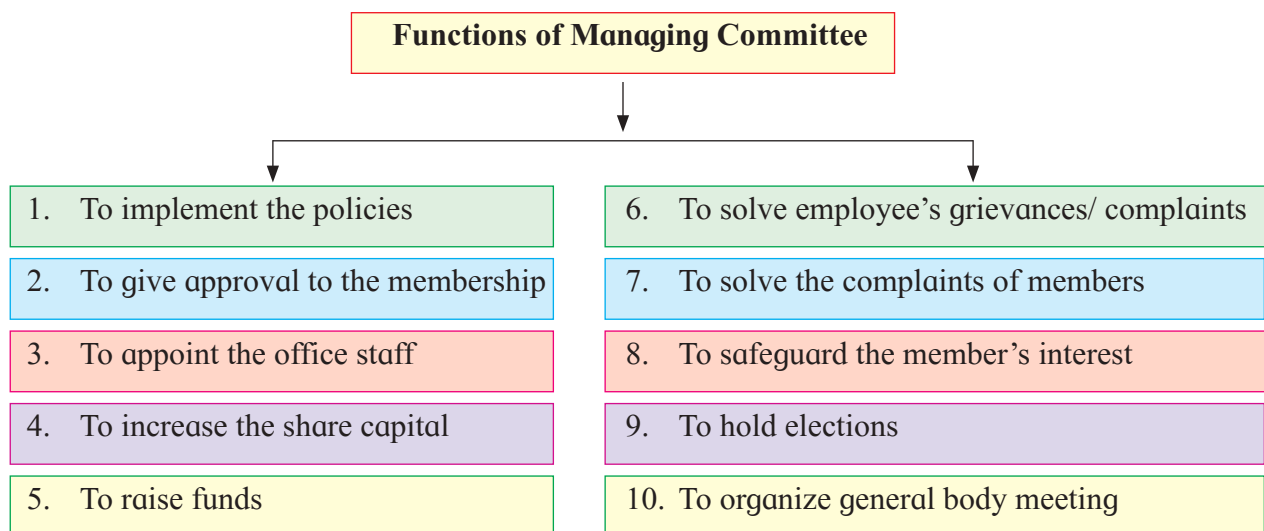 Functions of Managing Committee
1. To implement the policies
2. To give approval to the membership
3. To appoint the office staff
4. To increase the share capital
5. To raise funds
6. To solve employee’s grievances/ complaints
7. To solve the complaints of members
8. To safeguard the member’s interest
9. To hold elections
10. To organize general body meeting